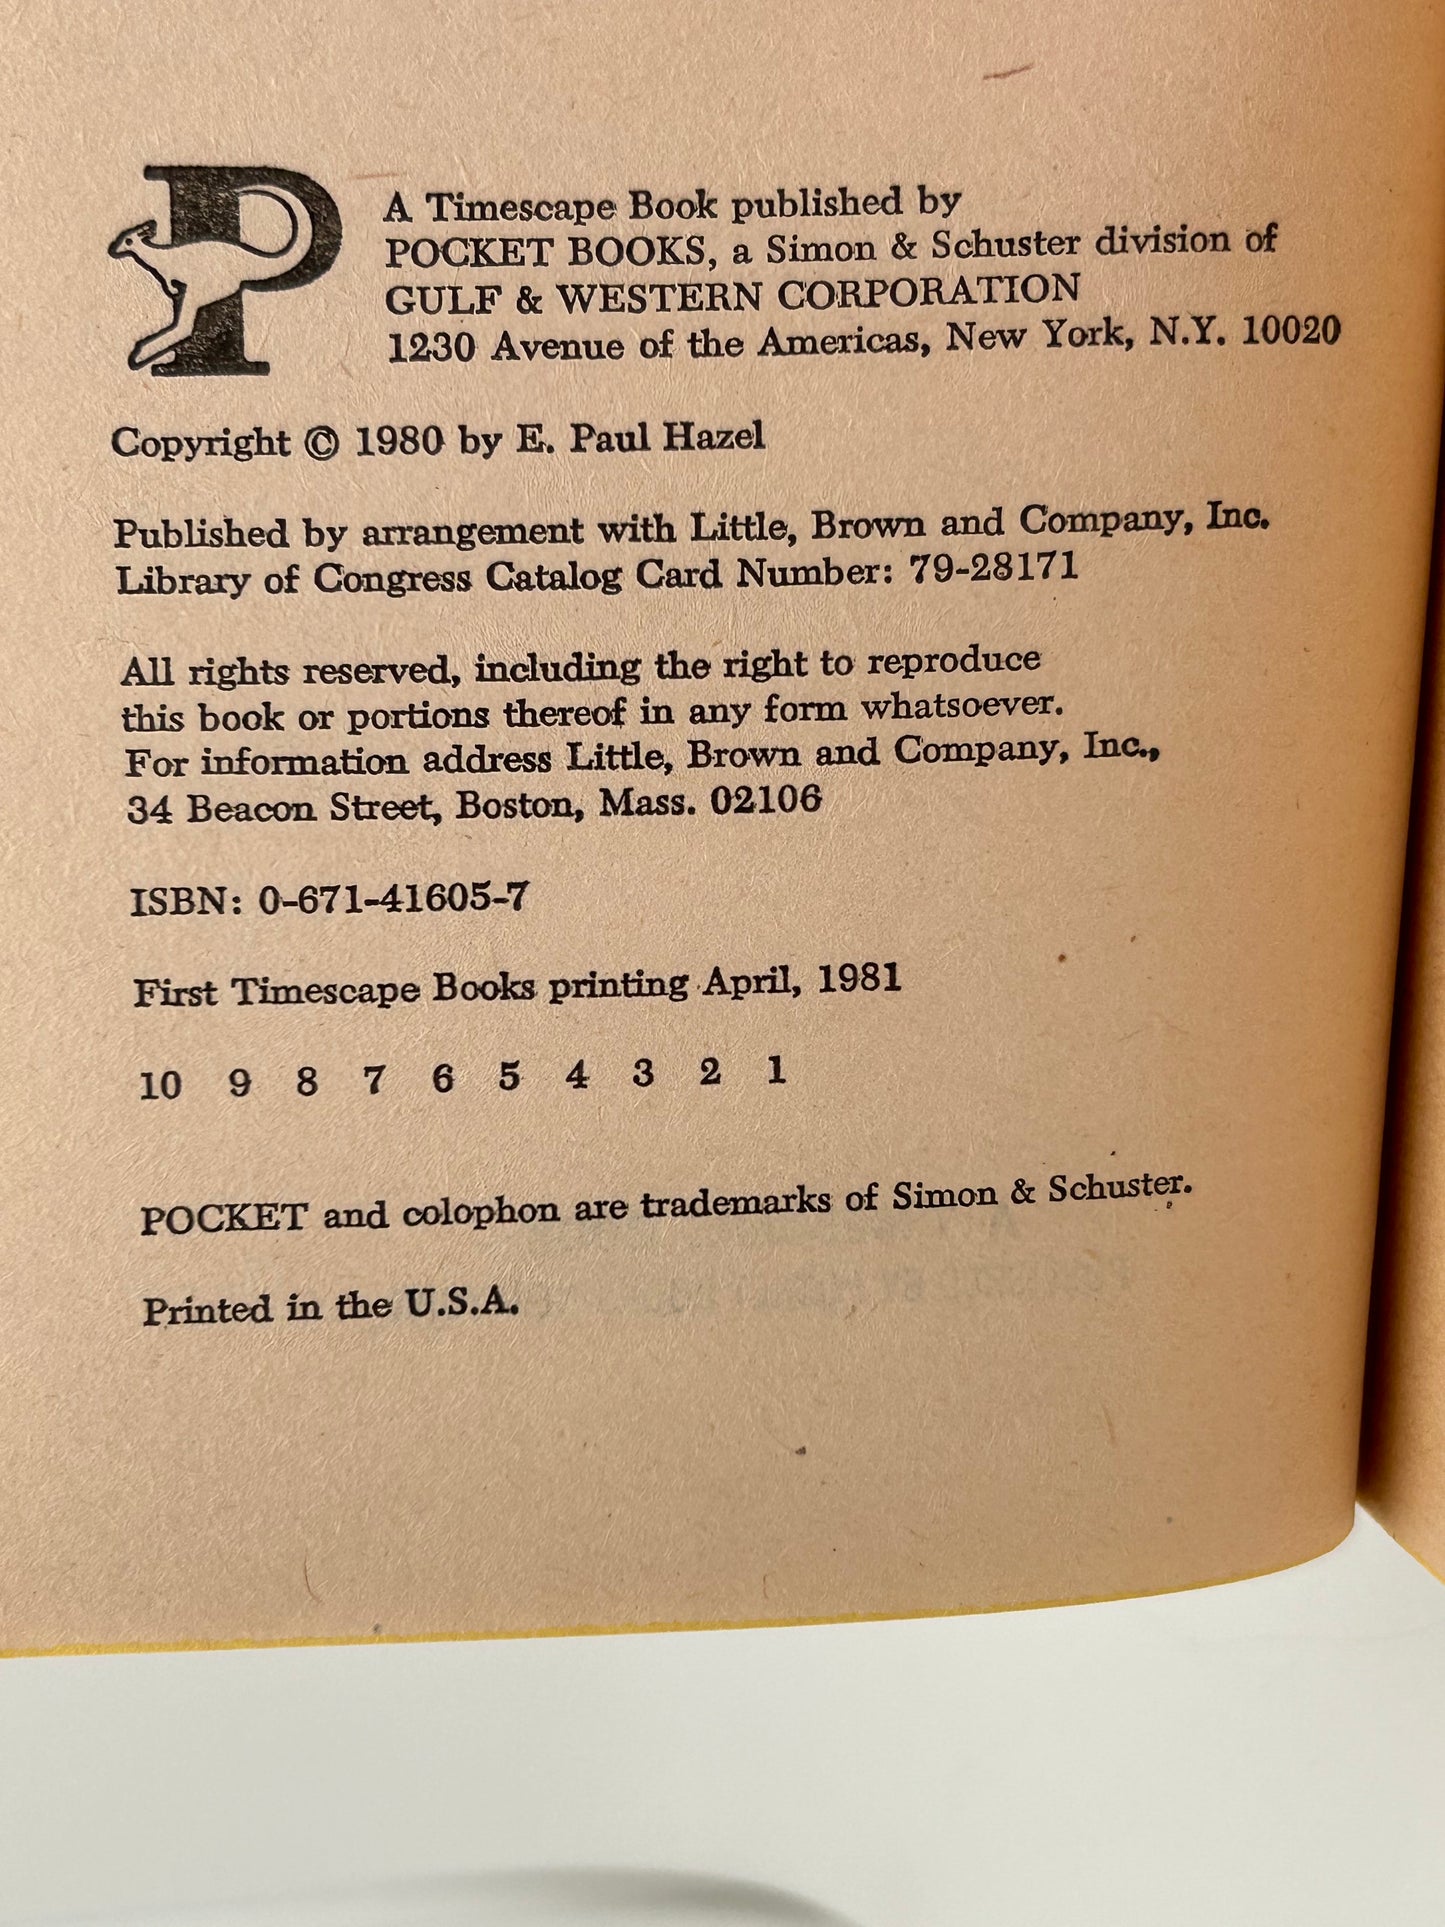 A Timescape Book published by
POCKET BOOKS, a Simon & Schuster division of
GULF & WESTERN CORPORATION
1230 Avenue of the Americas, New York, N.Y. 10020
Copyright © 1980 by E. Paul Hazel
Published by arrangement with Little, Brown and Company, Inc.
Library of Congress Catalog Card Number: 79-28171
All rights reserved, including the right to reproduce
this book or portions thereof in any form whatsoever.
For information address Little, Brown and Company, Inc.,
34 Beacon Street, Boston, Mass. 02106
ISBN: 0-671-41605-7
First Timescape Books printing April, 1981
10 9 8 7 6 5 4 3 2 1
POCKET and colophon are trademarks of Simon & Schuster.
Printed in the U.S.A.